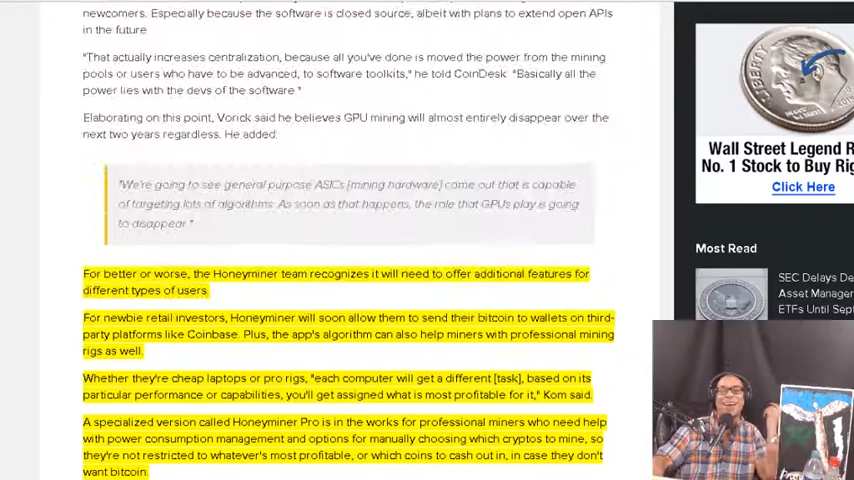 newcomers. Especially because the software is closed source, albeit with plans to extend open APIs
in the future
"That actually increases centralization, because all you've done is moved the power from the mining
pools or users who have to be advanced, to software toolkits," he told CoinDesk "Basically all the
power lies with the devs of the software "
Elaborating on this point, Vorick said he believes GPU mining will almost entirely disappear over the
next two years regardless. He added:
"We're going to see general purpose ASICs [mining hardware] come out that is capable
of targeting lots of algorithms. As soon as that happens, the role that GPUs play is going
to disappear "
For better or worse, the Honeyminer team recognizes it will need to offer additional features for
different types of users
For newbie retail investors, Honeyminer will soon allow them to send their bitcoin to wallets on third-
party platforms like Coinbase. Plus, the app's algorithm can also help miners with professional mining
rigs as well.
Whether they're cheap laptops or pro rigs, "each computer will get a different [task], based on its
particular performance or capabilities, you'll get assigned what is most profitable for it," Kom said.
A specialized version called Honeyminer Pro is in the works for professional miners who need help
with power consumption management and options for manually choosing which cryptos to mine, so
they're not restricted to whatever's most profitable, or which coins to cash out in, in case they don't
want bitcoin.
LIBERTY
Wall Street Legend R
No. 1 Stock to Buy Rig
Click Here
Most Read
SEC Delays De
Asset Manager
ETFs Until Sep